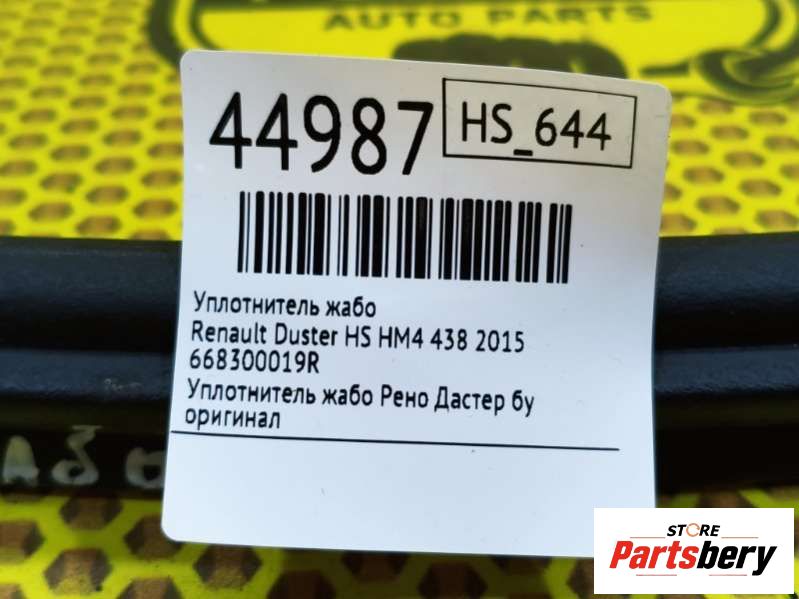 AUTO PARTS
44987
HS_644
Уплотнитель жабо
Renault Duster HS HM4 438 2015
668300019R
Уплотнитель жабо Рено Дастер бу
оригинал
STORE
Partsbery